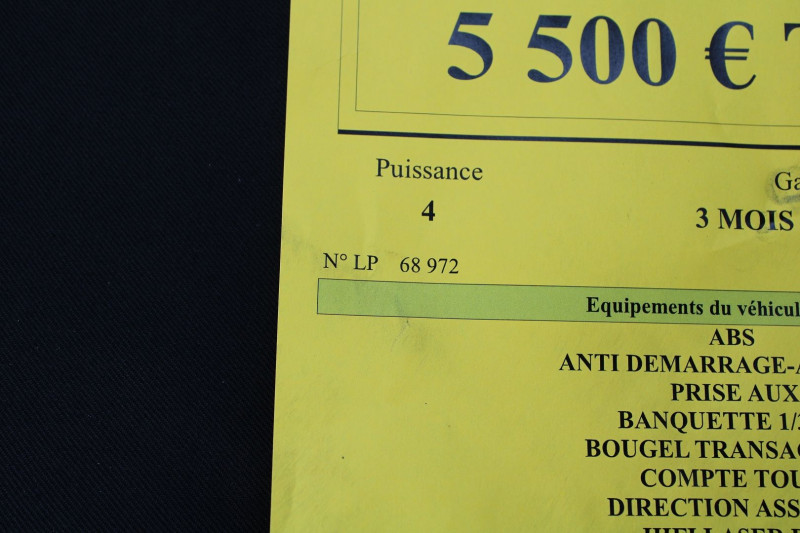 5 500 €
Puissance
4
3 MOIS
N° LP 68 972
Equipements du véhicul
ABS
ANTI DEMARRAGE-
PRISE AUX
BANQUETTE 1/
BOUGEL TRANSA
COMPTE TOU
DIRECTION ASS